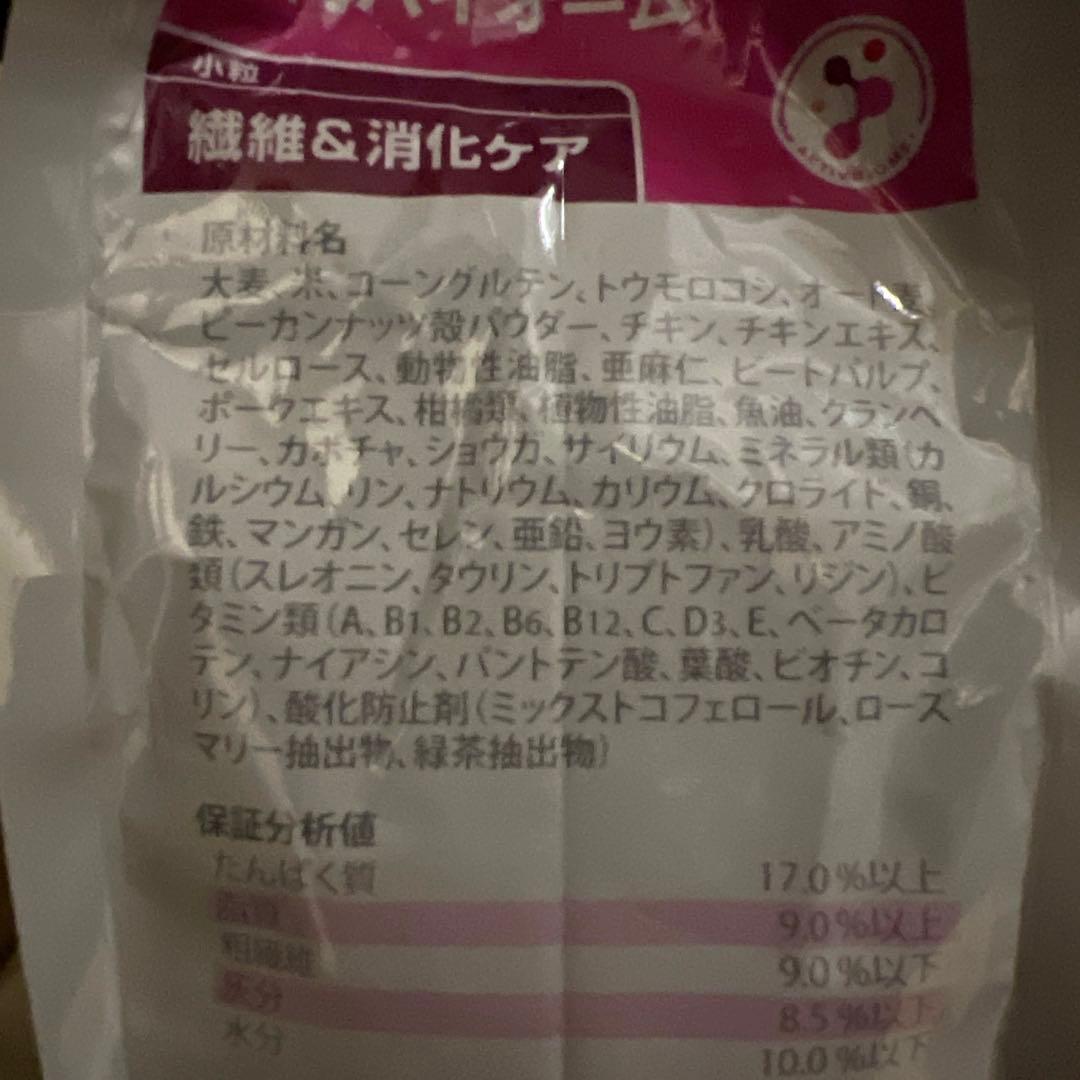 バイオーム
小粒
繊維&消化ケア
ACTIVBIOME+
原材料名
大麦、米、コーングルテン、トウモロコシ、オート麦、
ピーカンナッツ殻パウダー、チキン、チキンエキス、
セルロース、動物性油脂、亜麻仁、ビートパルプ、
ポークエキス、柑橘類、植物性油脂、魚油、クランベ
リー、カボチャ、ショウガ、サイリウム、ミネラル類(カ
ルシウム、リン、ナトリウム、カリウム、クロライド、銅、
鉄、マンガン、セレン、亜鉛、ヨウ素)、乳酸、アミノ酸
類(スレオニン、タウリン、トリプトファン、リジン)、ビ
タミン類(A、B1、B2、B6、B12、C、D3、E、ベータカロ
テン、ナイアシン、パントテン酸、葉酸、ビオチン、コ
リン)、酸化防止剤(ミックストコフェロール、ロース
マリー抽出物、緑茶抽出物)
保証分析値
たんぱく質 17.0%以上
脂質 9.0%以上
粗繊維 9.0%以下
灰分 8.5%以下
水分 10.0%以下